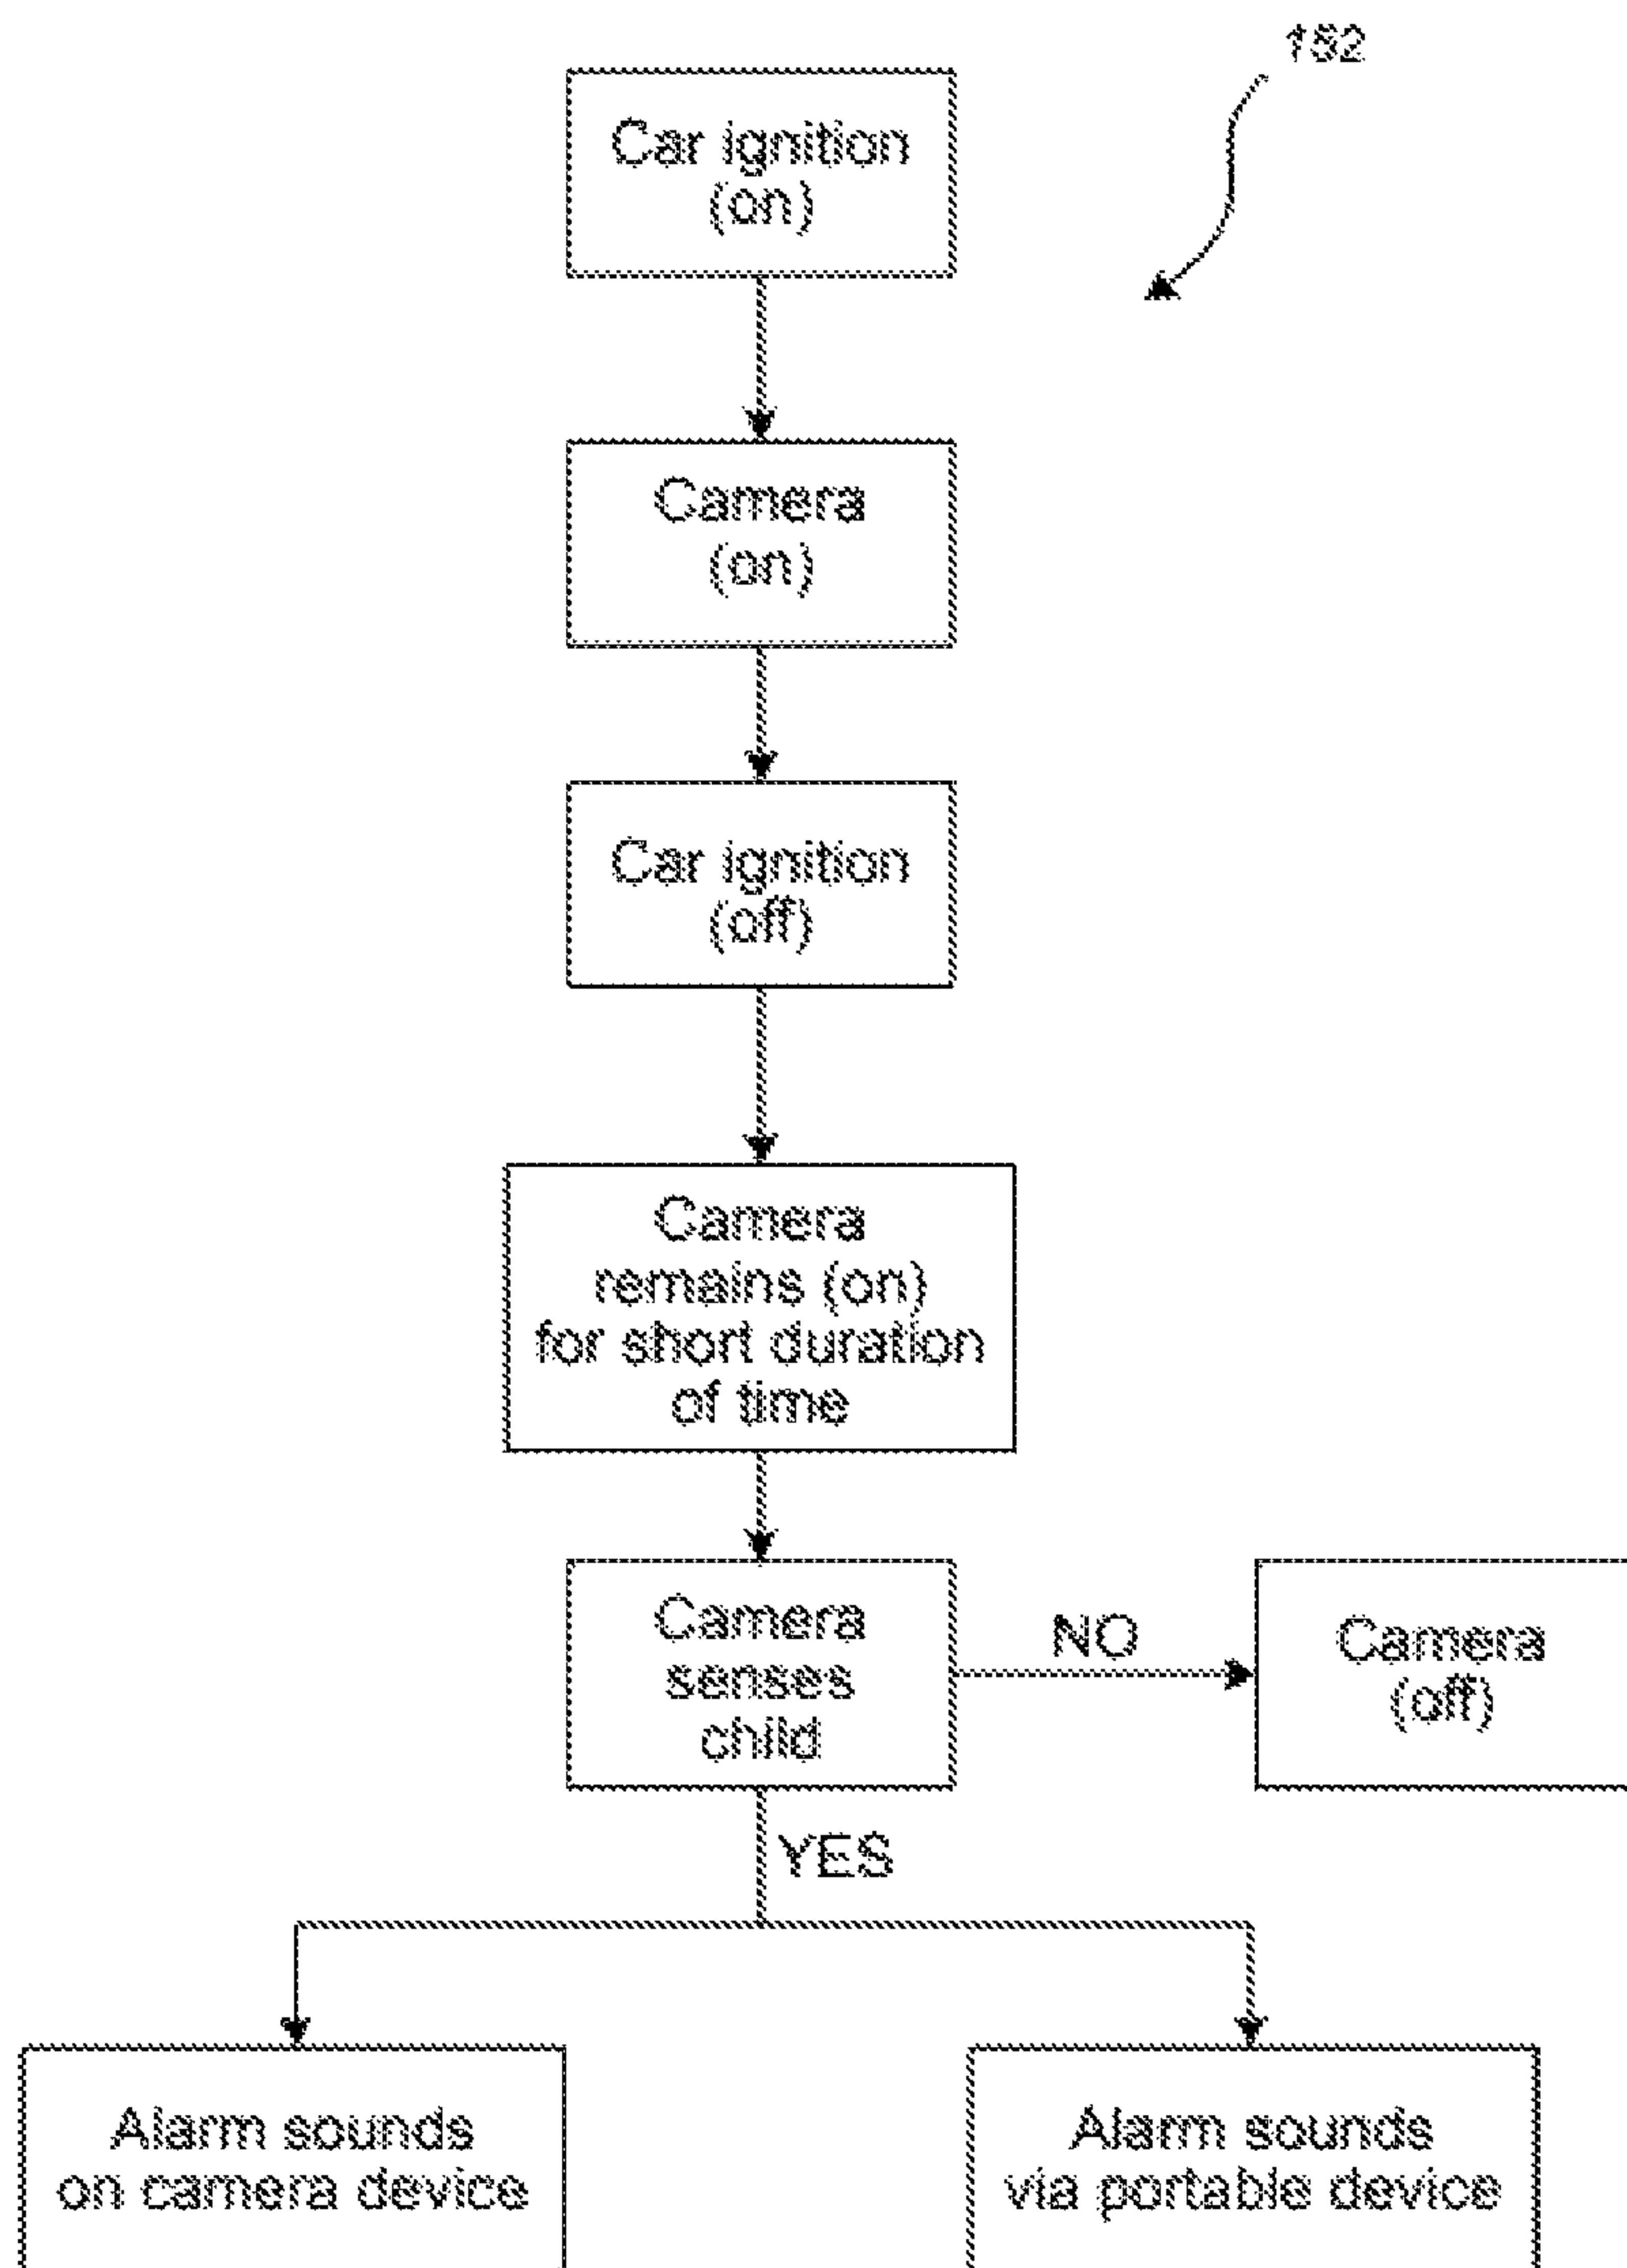 182
Car ignition
(on)
Camera
(on)
Car ignition
(off)
Camera
remains (on)
for short duration
of time
Camera
senses
child
NO
Camera
(off)
YES
Alarm sounds
on camera device
Alarm sounds
via portable device